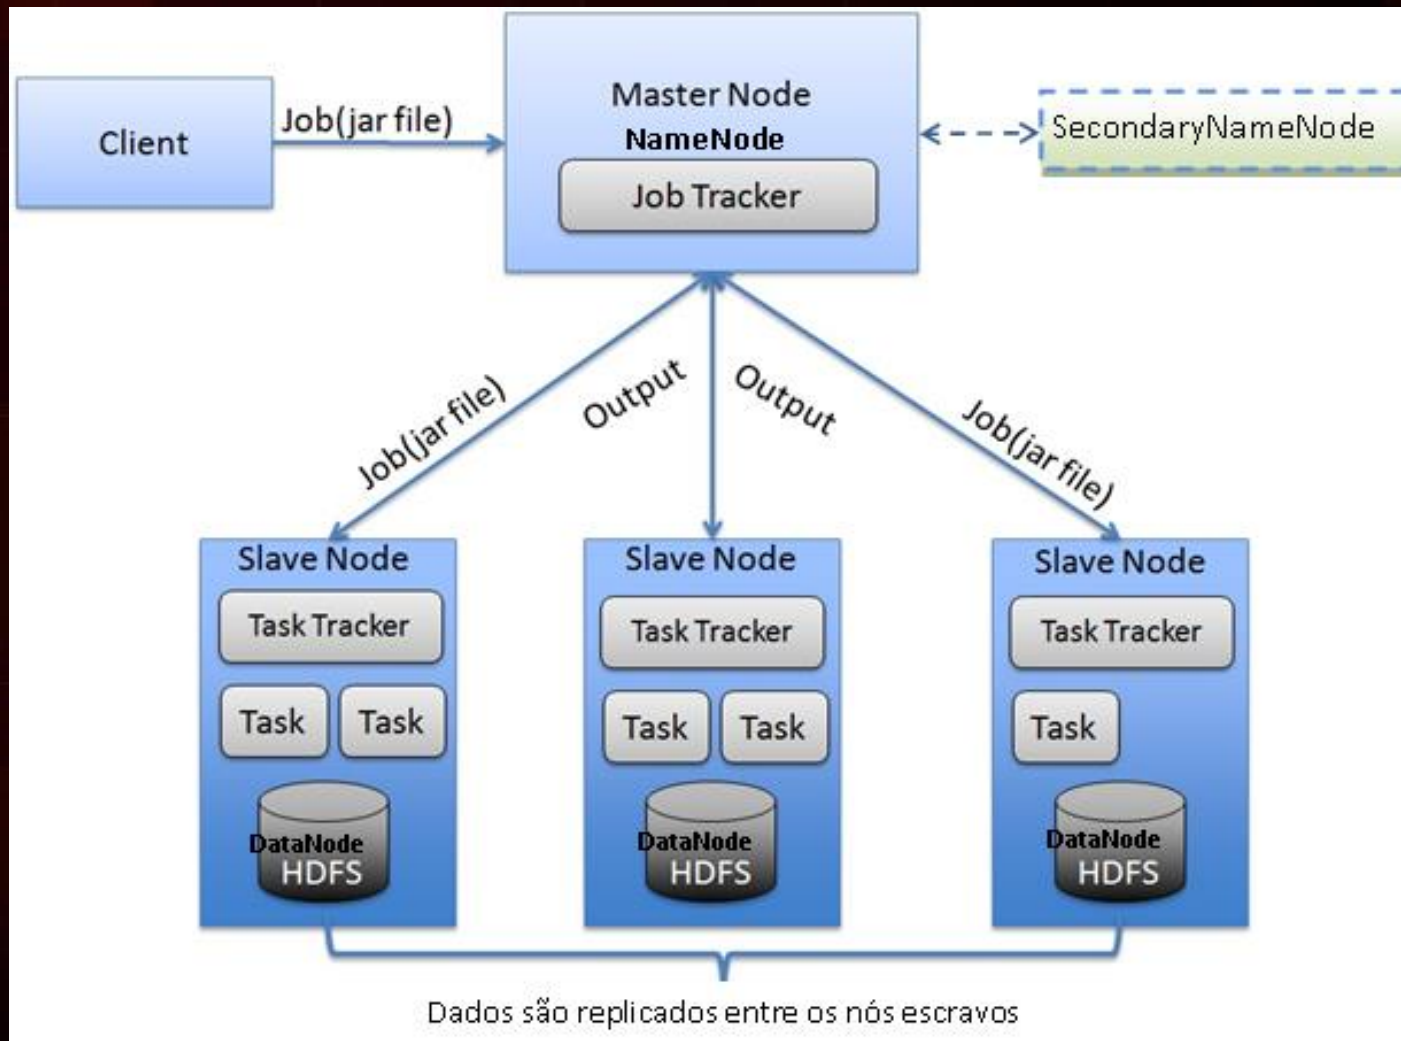 Client
Job(jar file)
Master Node
NameNode
Job Tracker
SecondaryNameNode
Job(jar file)
Output
Output
Job(jar file)
Slave Node
Task Tracker
Task
Task
DataNode
HDFS
Slave Node
Task Tracker
Task
Task
DataNode
HDFS
Slave Node
Task Tracker
Task
DataNode
HDFS
Dados são replicados entre os nós escravos